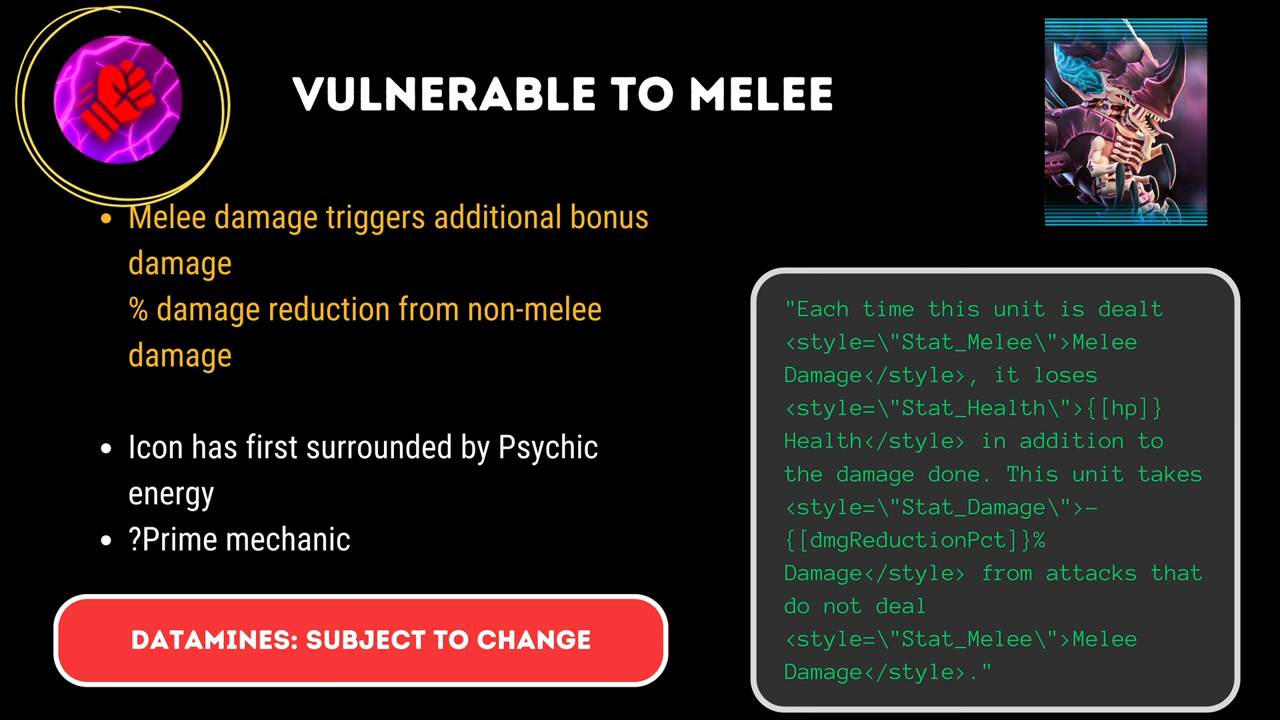 VULNERABLE TO MELEE
• Melee damage triggers additional bonus
damage
% damage reduction from non-melee
damage
• Icon has first surrounded by Psychic
energy
• ?Prime mechanic
DATAMINES: SUBJECT TO CHANGE
"Each time this unit is dealt
<style=\"Stat_Melee\">Melee
Damage</style>, it loses
<style=\"Stat_Health\">{[hp]}
Health</style> in addition to
the damage done. This unit takes
<style=\"Stat_Damage\">-
{[dmgReductionPct]}%
Damage</style> from attacks that
do not deal
<style=\"Stat_Melee\">Melee
Damage</style>."